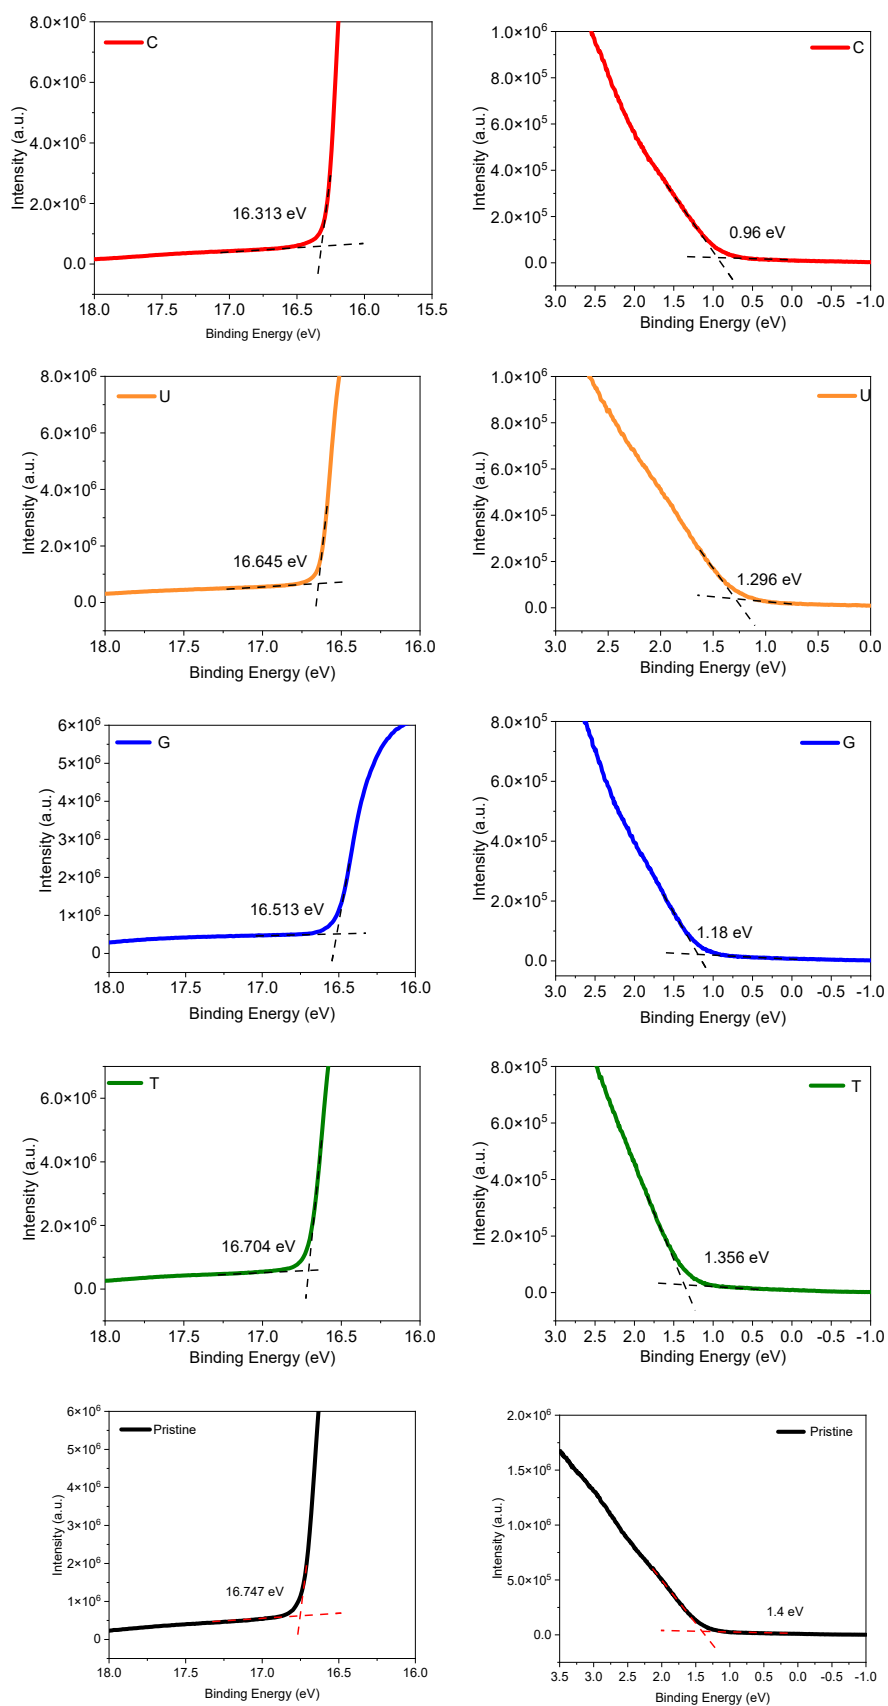 C
8.0×10⁶
6.0×10⁶
4.0×10⁶
2.0×10⁶
0.0
Intensity (a.u.)
16.313 eV
18.0 17.5 17.0 16.5 16.0 15.5
Binding Energy (eV)
C
1.0×10⁶
8.0×10⁵
6.0×10⁵
4.0×10⁵
2.0×10⁵
0.0
Intensity (a.u.)
0.96 eV
3.0 2.5 2.0 1.5 1.0 0.5 0.0 -0.5 -1.0
Binding Energy (eV)
U
8.0×10⁶
6.0×10⁶
4.0×10⁶
2.0×10⁶
0.0
Intensity (a.u.)
16.645 eV
18.0 17.5 17.0 16.5 16.0
Binding Energy (eV)
U
1.0×10⁶
8.0×10⁵
6.0×10⁵
4.0×10⁵
2.0×10⁵
0.0
Intensity (a.u.)
1.296 eV
3.0 2.5 2.0 1.5 1.0 0.5 0.0
Binding Energy (eV)
G
6×10⁶
5×10⁶
4×10⁶
3×10⁶
2×10⁶
1×10⁶
0
Intensity (a.u.)
16.513 eV
18.0 17.5 17.0 16.5 16.0
Binding Energy (eV)
G
8.0×10⁵
6.0×10⁵
4.0×10⁵
2.0×10⁵
0.0
Intensity (a.u.)
1.18 eV
3.0 2.5 2.0 1.5 1.0 0.5 0.0 -0.5 -1.0
Binding Energy (eV)
T
6.0×10⁶
4.0×10⁶
2.0×10⁶
0.0
Intensity (a.u.)
16.704 eV
18.0 17.5 17.0 16.5 16.0
Binding Energy (eV)
T
8.0×10⁵
6.0×10⁵
4.0×10⁵
2.0×10⁵
0.0
Intensity (a.u.)
1.356 eV
3.0 2.5 2.0 1.5 1.0 0.5 0.0 -0.5 -1.0
Binding Energy (eV)
Pristine
6×10⁶
5×10⁶
4×10⁶
3×10⁶
2×10⁶
1×10⁶
0
Intensity (a.u.)
16.747 eV
18.0 17.5 17.0 16.5 16.0
Binding Energy (eV)
Pristine
2.0×10⁶
1.5×10⁶
1.0×10⁶
5.0×10⁵
0.0
Intensity (a.u.)
1.4 eV
3.5 3.0 2.5 2.0 1.5 1.0 0.5 0.0 -0.5 -1.0
Binding Energy (eV)